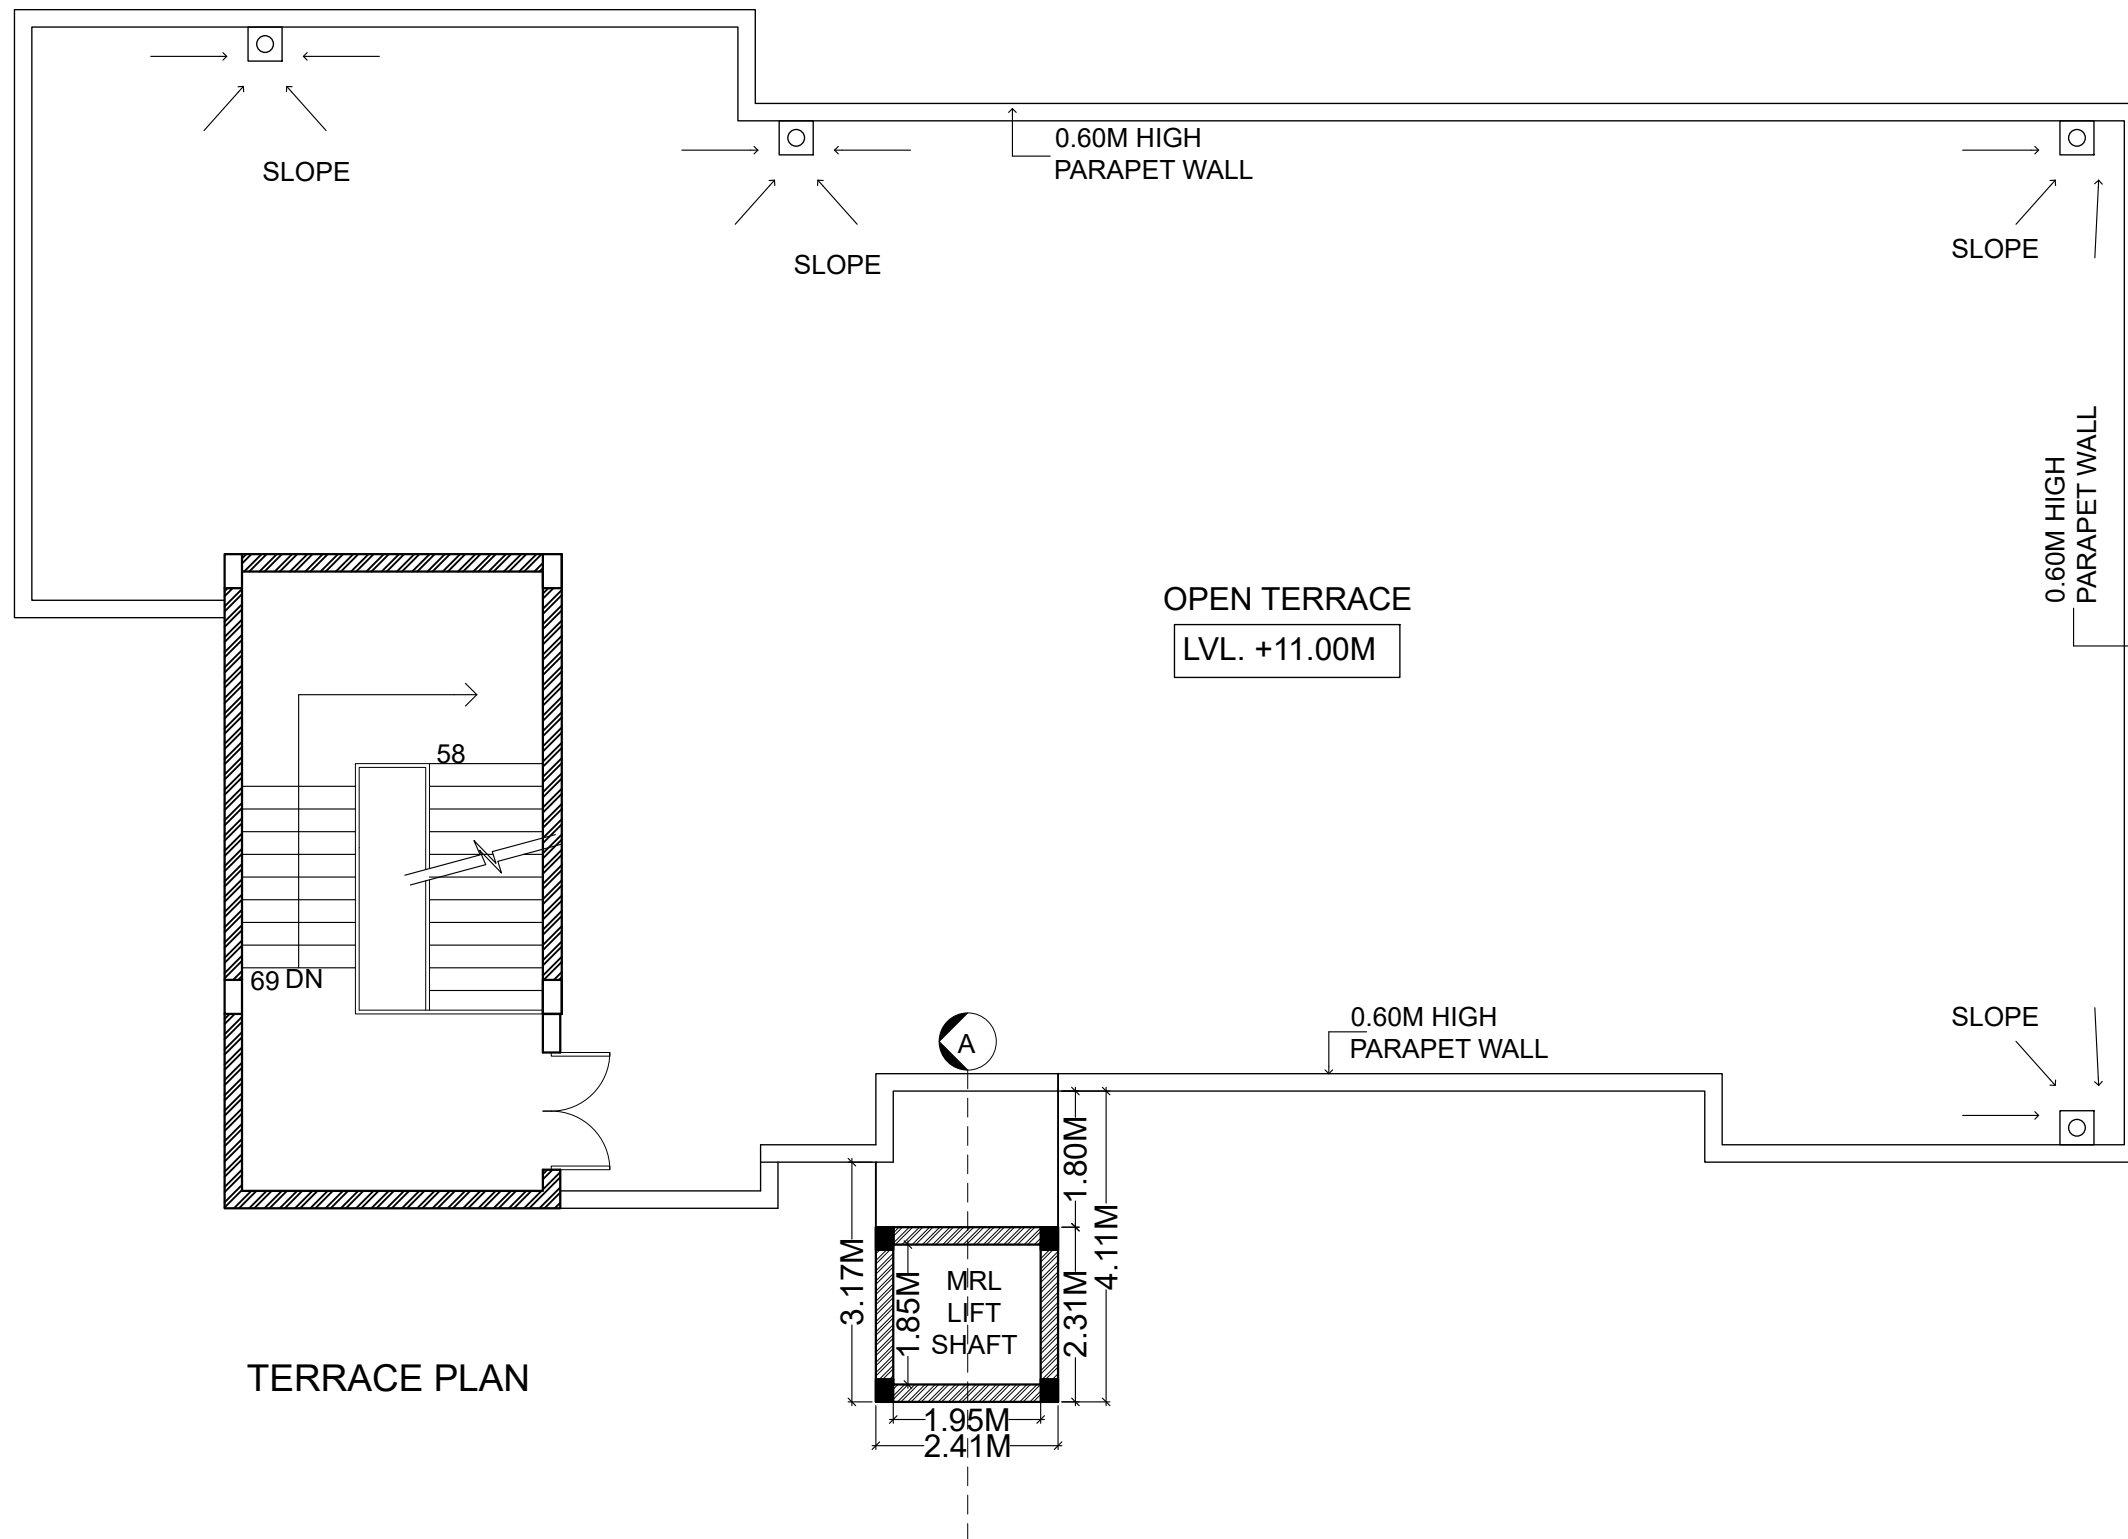 SLOPE
0.60M HIGH
PARAPET WALL
SLOPE
SLOPE
0.60M HIGH
PARAPET WALL
OPEN TERRACE
LVL. +11.00M
58
69 DN
A
0.60M HIGH
PARAPET WALL
SLOPE
1.80M
4.11M
3.17M
1.85M
MRL
LIFT
SHAFT
2.31M
TERRACE PLAN
1.95M
2.41M